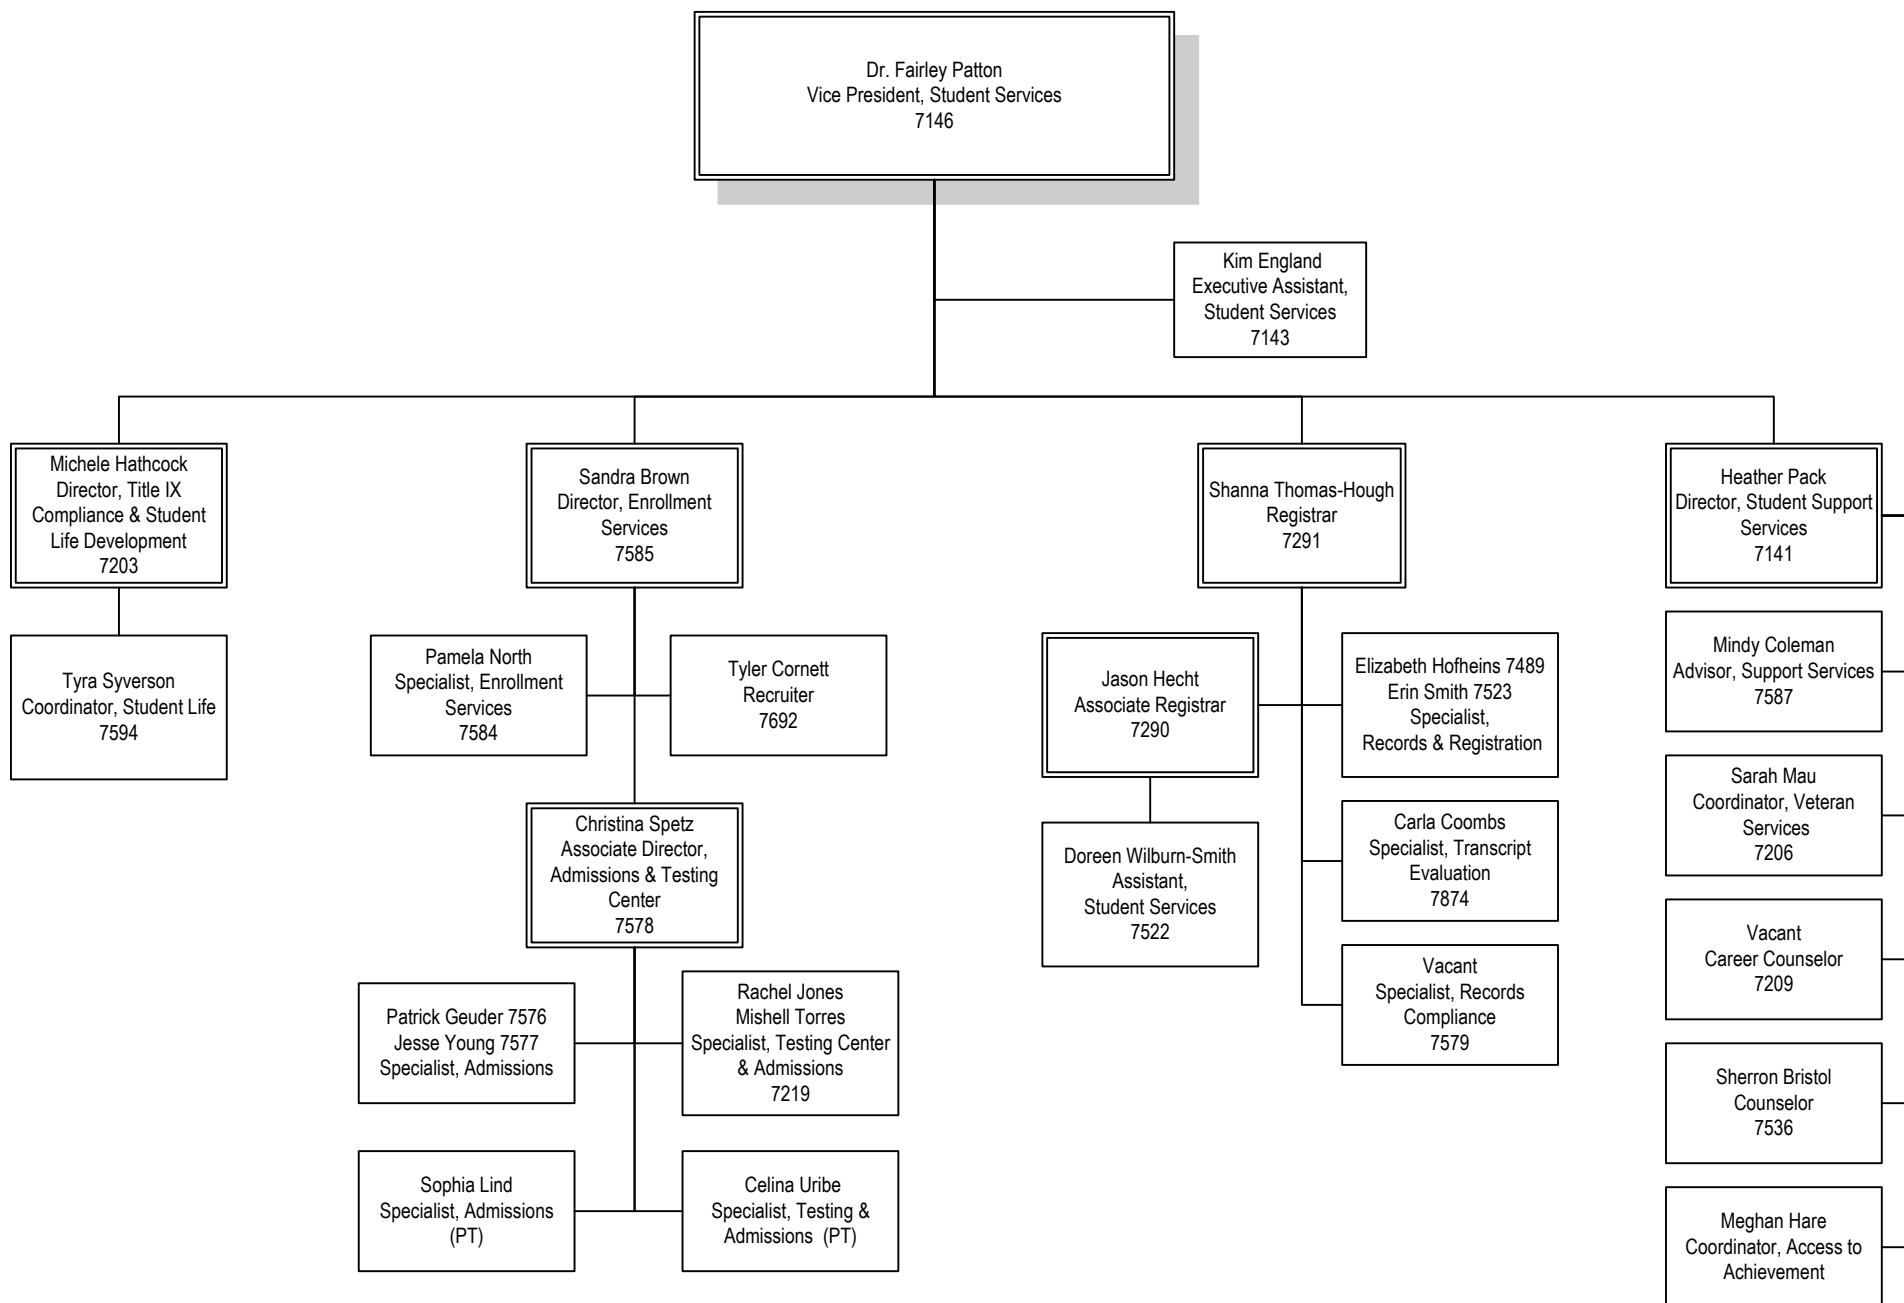 Dr. Fairley Patton
Vice President, Student Services
7146
Kim England
Executive Assistant,
Student Services
7143
Michele Hathcock
Director, Title IX
Compliance & Student
Life Development
7203
Sandra Brown
Director, Enrollment
Services
7585
Shanna Thomas-Hough
Registrar
7291
Heather Pack
Director, Student Support
Services
7141
Tyra Syverson
Coordinator, Student Life
7594
Pamela North
Specialist, Enrollment
Services
7584
Tyler Cornett
Recruiter
7692
Christina Spetz
Associate Director,
Admissions & Testing
Center
7578
Patrick Geuder 7576
Jesse Young 7577
Specialist, Admissions
Rachel Jones
Mishell Torres
Specialist, Testing Center
& Admissions
7219
Sophia Lind
Specialist, Admissions
(PT)
Celina Uribe
Specialist, Testing &
Admissions (PT)
Jason Hecht
Associate Registrar
7290
Elizabeth Hofheins 7489
Erin Smith 7523
Specialist,
Records & Registration
Doreen Wilburn-Smith
Assistant,
Student Services
7522
Carla Coombs
Specialist, Transcript
Evaluation
7874
Vacant
Specialist, Records
Compliance
7579
Mindy Coleman
Advisor, Support Services
7587
Sarah Mau
Coordinator, Veteran
Services
7206
Vacant
Career Counselor
7209
Sherron Bristol
Counselor
7536
Meghan Hare
Coordinator, Access to
Achievement